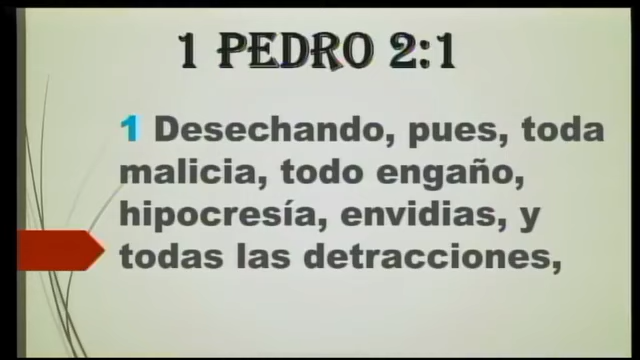 1 PEDRO 2:1
1 Desechando, pues, toda
malicia, todo engaño,
hipocresía, envidias, y
todas las detracciones,